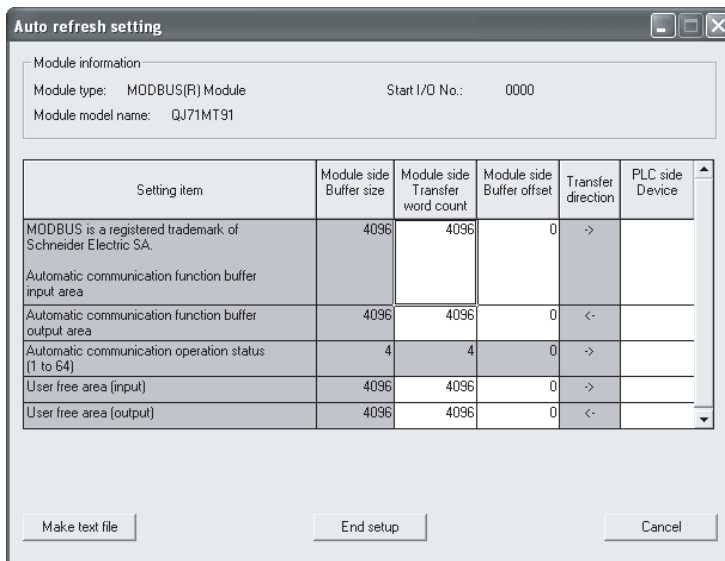 Auto refresh setting
Module information
Module type: MODBUS(R) Module Start I/O No.: 0000
Module model name: QJ71MT91
Setting item Module side Buffer size Module side Transfer word count Module side Buffer offset Transfer direction PLC side Device
MODBUS is a registered trademark of 4096 4096 0 ->
Schneider Electric SA.
Automatic communication function buffer
input area
Automatic communication function buffer 4096 4096 0 <-
output area
Automatic communication operation status 4 4 0 ->
(1 to 64)
User free area (input) 4096 4096 0 ->
User free area (output) 4096 4096 0 <-
Make text file End setup Cancel